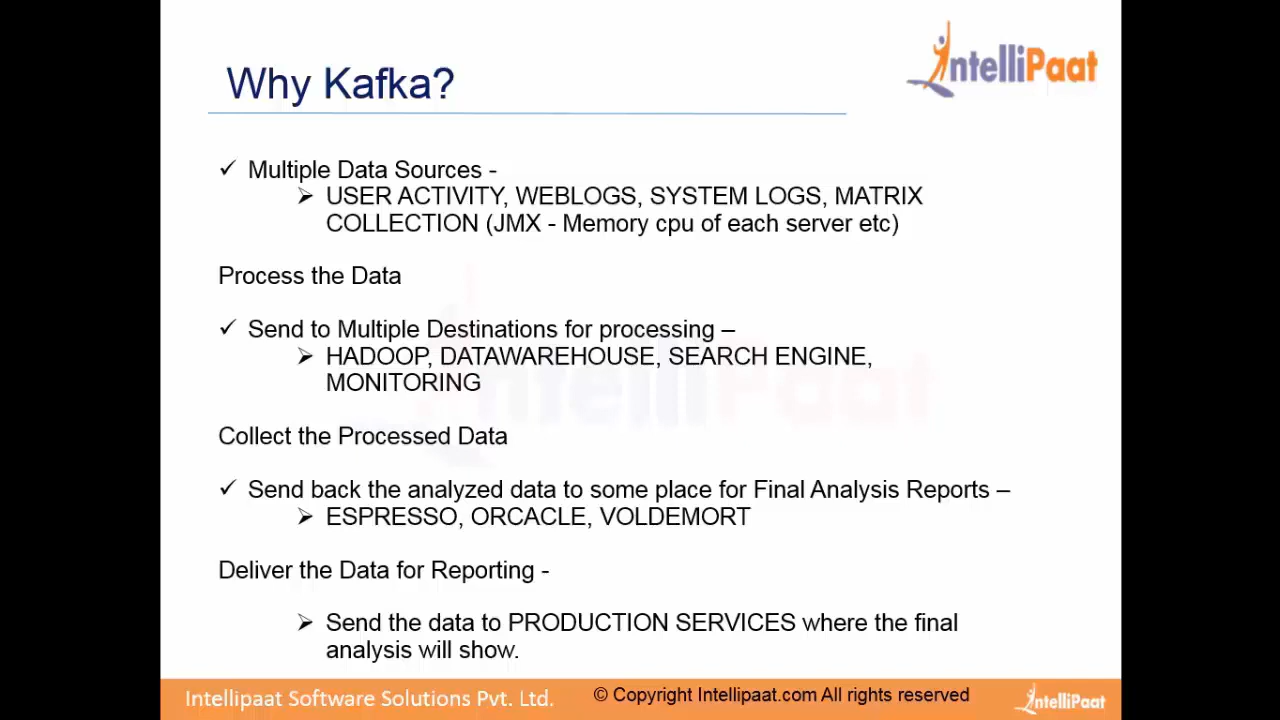 IntelliPaat
Why Kafka?
✓ Multiple Data Sources -
➢ USER ACTIVITY, WEBLOGS, SYSTEM LOGS, MATRIX
COLLECTION (JMX - Memory cpu of each server etc)
Process the Data
✓ Send to Multiple Destinations for processing –
➢ HADOOP, DATAWAREHOUSE, SEARCH ENGINE,
MONITORING
IntelliPaat
Collect the Processed Data
✓ Send back the analyzed data to some place for Final Analysis Reports –
➢ ESPRESSO, ORCACLE, VOLDEMORT
Deliver the Data for Reporting -
➢ Send the data to PRODUCTION SERVICES where the final
analysis will show.
Intellipaat Software Solutions Pvt. Ltd. © Copyright Intellipaat.com All rights reserved IntelliPaat